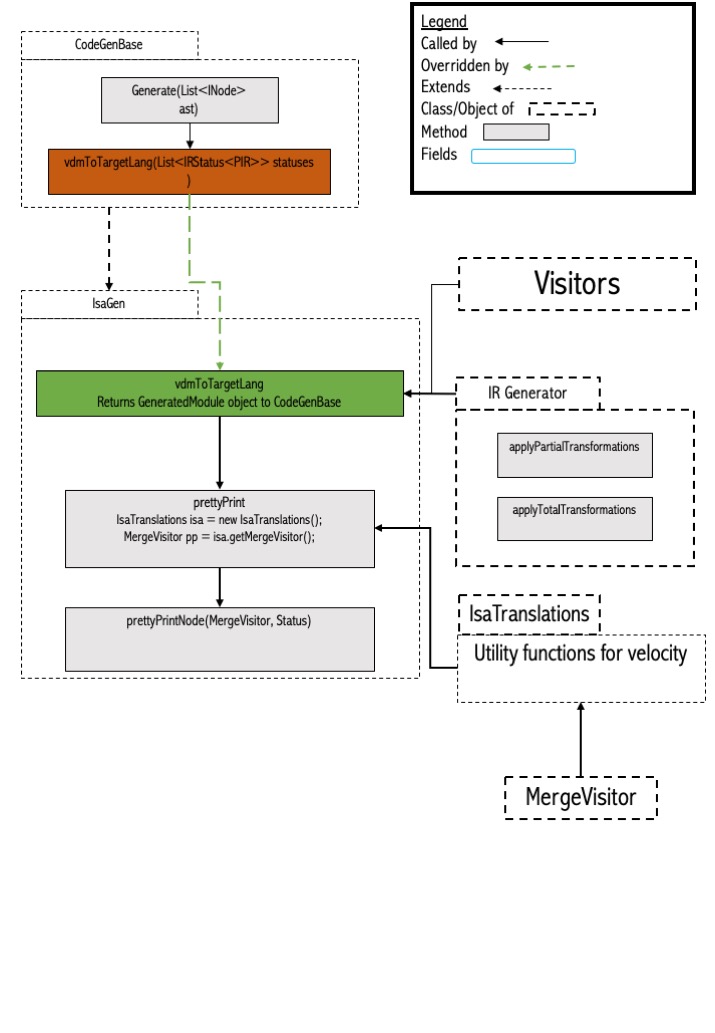 CodeGenBase
Generate(List<INode>
ast)
vdmToTargetLang(List<IRStatus<PIR>> statuses
)
Legend
Called by
Overridden by
Extends
Class/Object of
Method
Fields
IsaGen
vdmToTargetLang
Returns GeneratedModule object to CodeGenBase
prettyPrint
IsaTranslations isa = new IsaTranslations();
MergeVisitor pp = isa.getMergeVisitor();
prettyPrintNode(MergeVisitor, Status)
Visitors
IR Generator
applyPartialTransformations
applyTotalTransformations
IsaTranslations
Utility functions for velocity
MergeVisitor